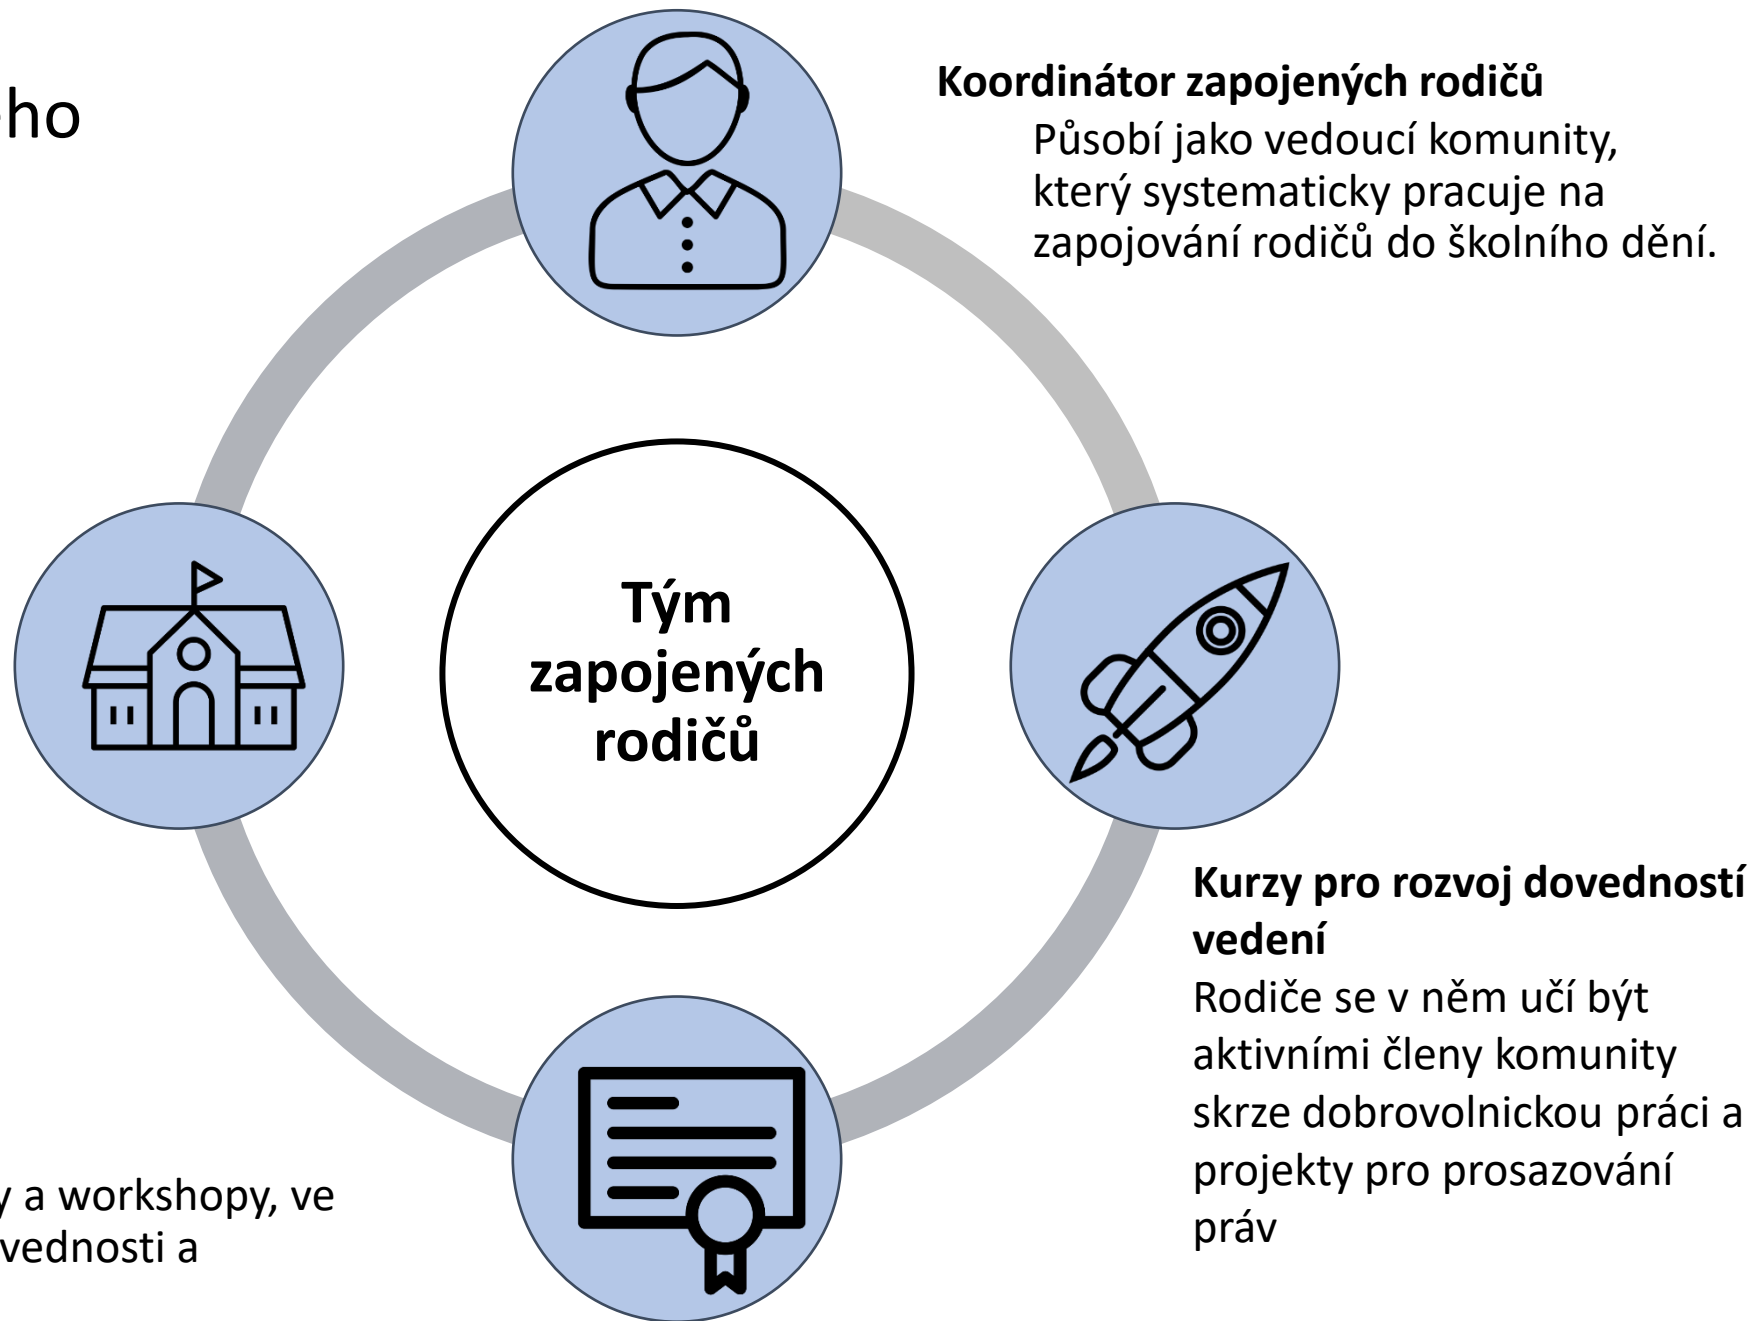 ho
Koordinátor zapojených rodičů
Působí jako vedoucí komunity,
který systematicky pracuje na
zapojování rodičů do školního dění.
Tým
zapojených
rodičů
Kurzy pro rozvoj dovedností
vedení
Rodiče se v něm učí být
aktivními členy komunity
skrze dobrovolnickou práci a
projekty pro prosazování
práv
y a workshopy, ve
vednosti a